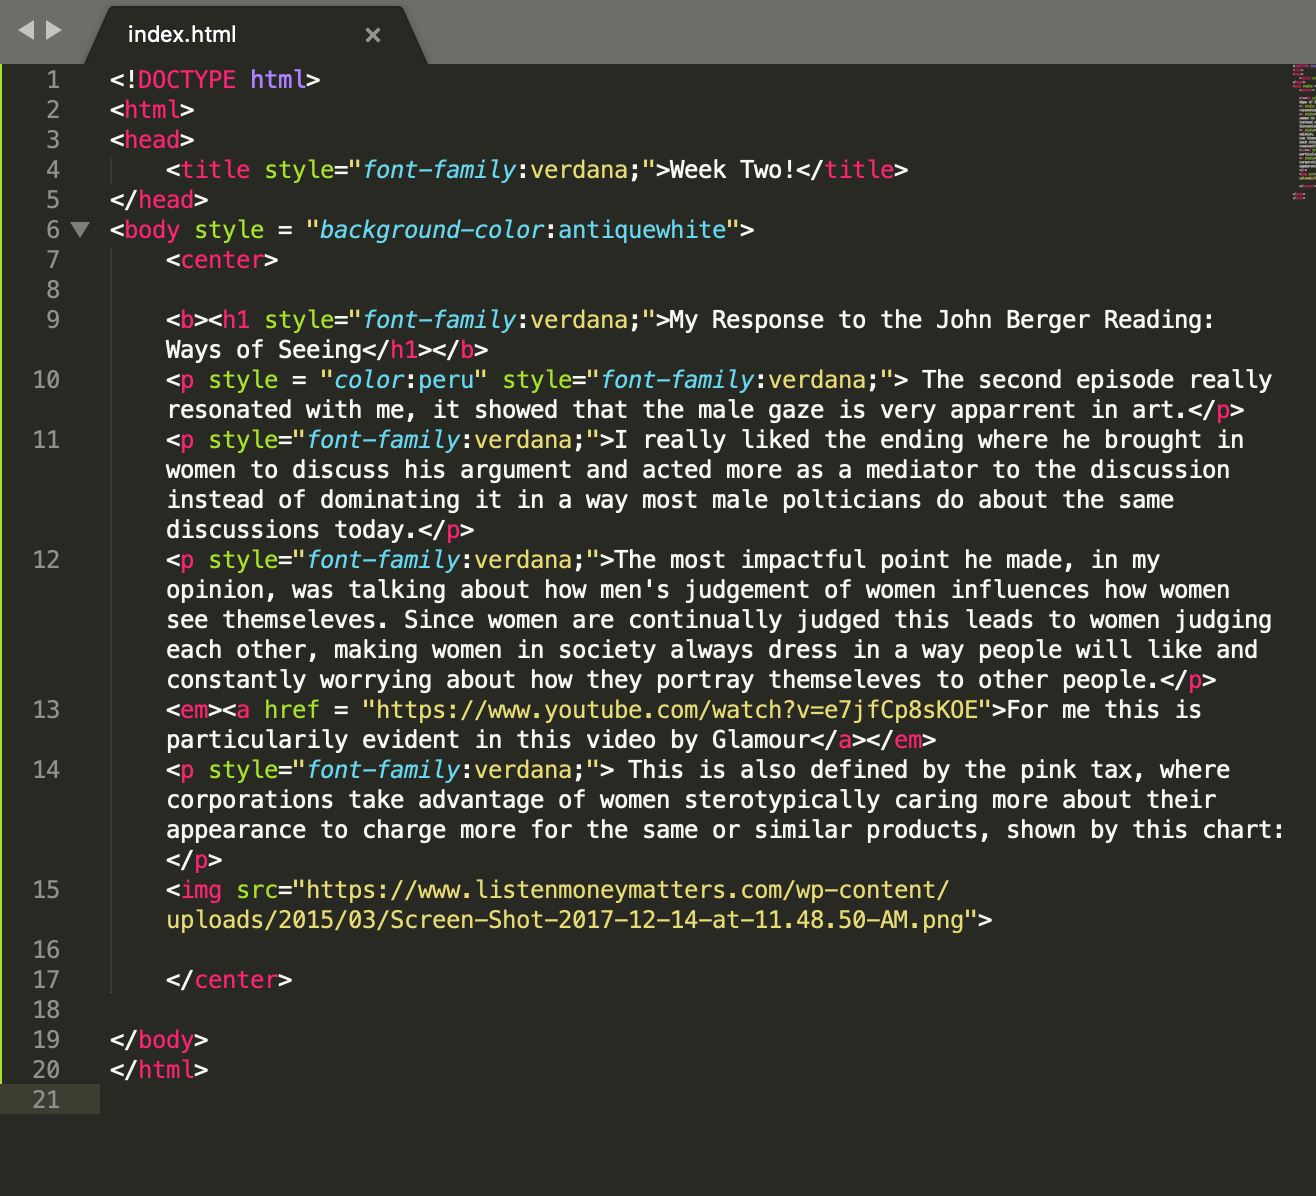 index.html ×
1 <!DOCTYPE html>
2 <html>
3 <head>
4 <title style="font-family:verdana;">Week Two!</title>
5 </head>
6 <body style = "background-color:antiquewhite">
7 <center>
8
9 <b><h1 style="font-family:verdana;">My Response to the John Berger Reading:
Ways of Seeing</h1></b>
10 <p style = "color:peru" style="font-family:verdana;"> The second episode really
resonated with me, it showed that the male gaze is very apparrent in art.</p>
11 <p style="font-family:verdana;">I really liked the ending where he brought in
women to discuss his argument and acted more as a mediator to the discussion
instead of dominating it in a way most male polticians do about the same
discussions today.</p>
12 <p style="font-family:verdana;">The most impactful point he made, in my
opinion, was talking about how men's judgement of women influences how women
see themseleves. Since women are continually judged this leads to women judging
each other, making women in society always dress in a way people will like and
constantly worrying about how they portray themseleves to other people.</p>
13 <em><a href = "https://www.youtube.com/watch?v=e7jfCp8sKOE">For me this is
particularily evident in this video by Glamour</a></em>
14 <p style="font-family:verdana;"> This is also defined by the pink tax, where
corporations take advantage of women sterotypically caring more about their
appearance to charge more for the same or similar products, shown by this chart:
</p>
15 <img src="https://www.listenmoneymatters.com/wp-content/
uploads/2015/03/Screen-Shot-2017-12-14-at-11.48.50-AM.png">
16
17 </center>
18
19 </body>
20 </html>
21